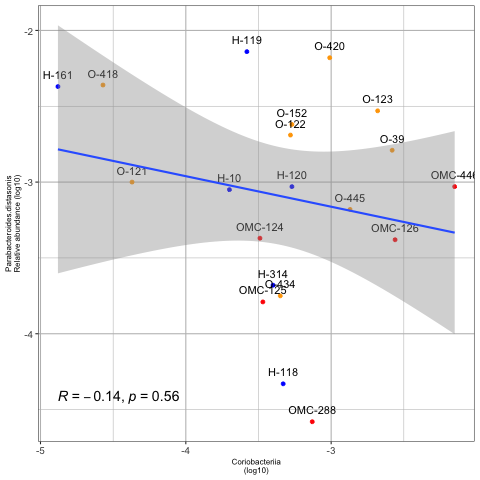 -2
-3
-4
Parabacteroides.distasonis
Relative abundance (log10)
H-119
O-420
H-161
O-418
O-123
O-152
O-122
O-39
O-121
H-10
H-120
OMC-446
O-445
OMC-124
OMC-126
H-314
O-434
OMC-125
H-118
R = − 0.14, p = 0.56
OMC-288
-5
-4
-3
Coriobacteriia
(log10)